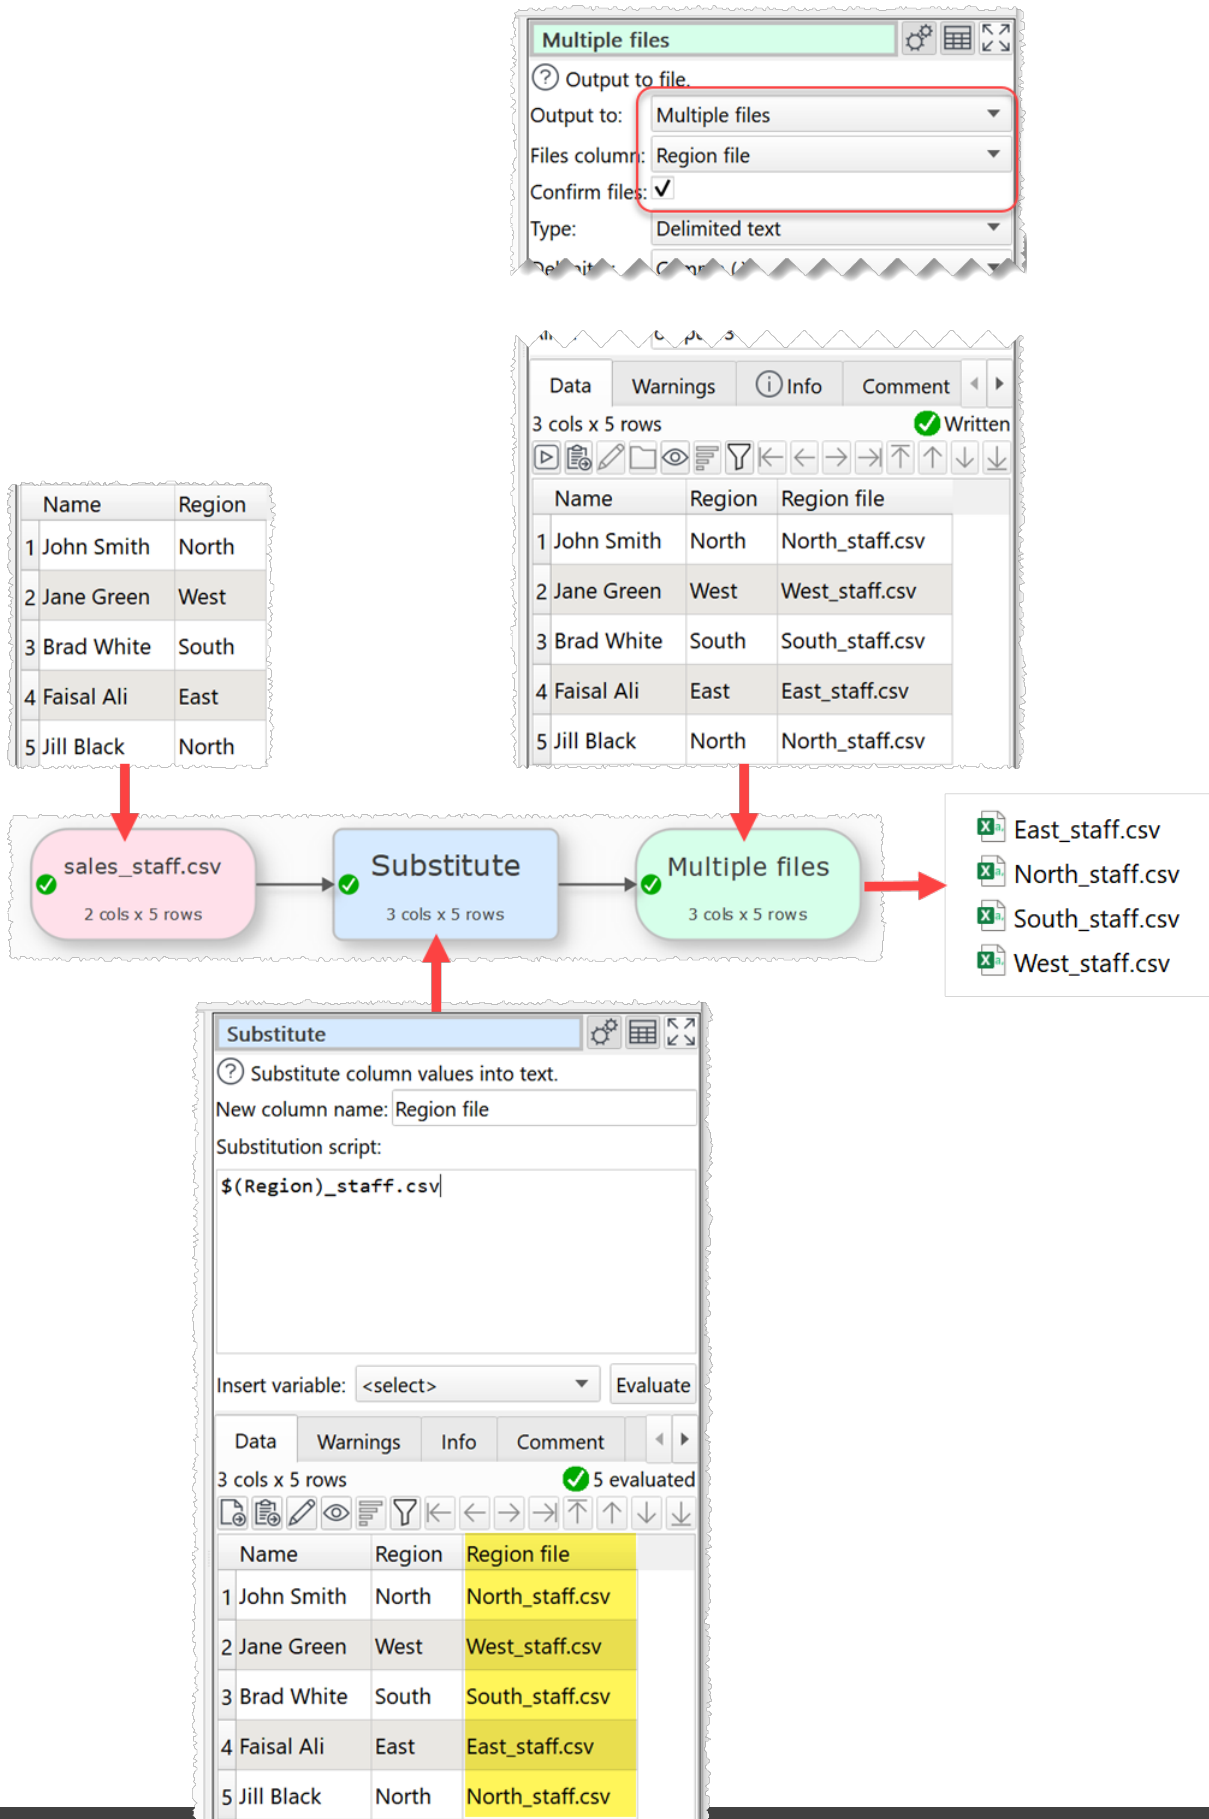 Multiple files
Output to file.
Output to: Multiple files
Files column: Region file
Confirm files:
Type: Delimited text
Data Warnings Info Comment
3 cols x 5 rows Written
Name Region Region file
1 John Smith North North_staff.csv
2 Jane Green West West_staff.csv
3 Brad White South South_staff.csv
4 Faisal Ali East East_staff.csv
5 Jill Black North North_staff.csv
Name Region
1 John Smith North
2 Jane Green West
3 Brad White South
4 Faisal Ali East
5 Jill Black North
sales_staff.csv
2 cols x 5 rows
Substitute
3 cols x 5 rows
Multiple files
3 cols x 5 rows
East_staff.csv
North_staff.csv
South_staff.csv
West_staff.csv
Substitute
Substitute column values into text.
New column name: Region file
Substitution script:
$(Region)_staff.csv
Insert variable: <select> Evaluate
Data Warnings Info Comment
3 cols x 5 rows 5 evaluated
Name Region Region file
1 John Smith North North_staff.csv
2 Jane Green West West_staff.csv
3 Brad White South South_staff.csv
4 Faisal Ali East East_staff.csv
5 Jill Black North North_staff.csv